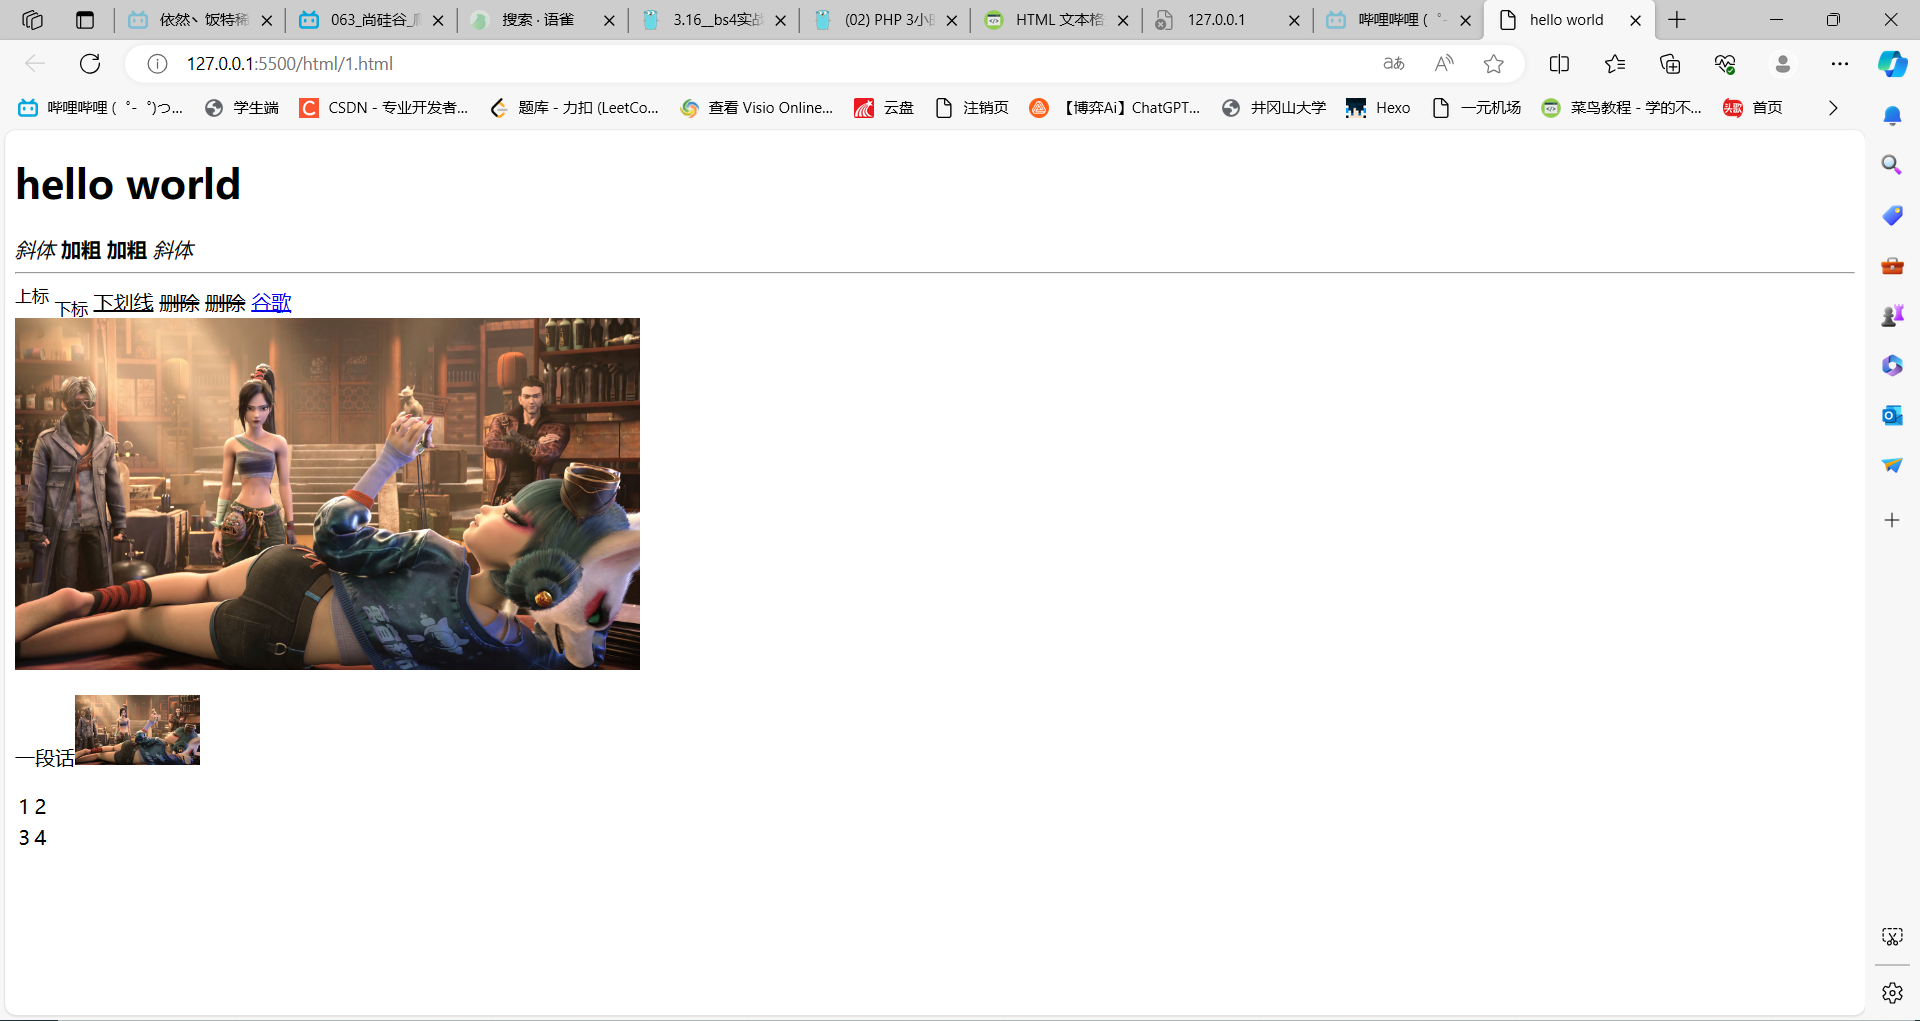 依然丶饭特稀
063_尚硅谷_
搜索 · 语雀
3.16__bs4实战
(02) PHP 3小
HTML 文本格
127.0.0.1
哔哩哔哩 (゜-
hello world
127.0.0.1:5500/html/1.html
哔哩哔哩 (゜-゜)つ...
学生端
CSDN - 专业开发者...
题库 - 力扣 (LeetCo...
查看 Visio Online...
云盘
注销页
【博弈Ai】ChatGPT...
井冈山大学
Hexo
一元机场
菜鸟教程 - 学的不...
首页
hello world
斜体 加粗 加粗 斜体
上标 下标 下划线 删除 删除 谷歌
一段话
1 2
3 4